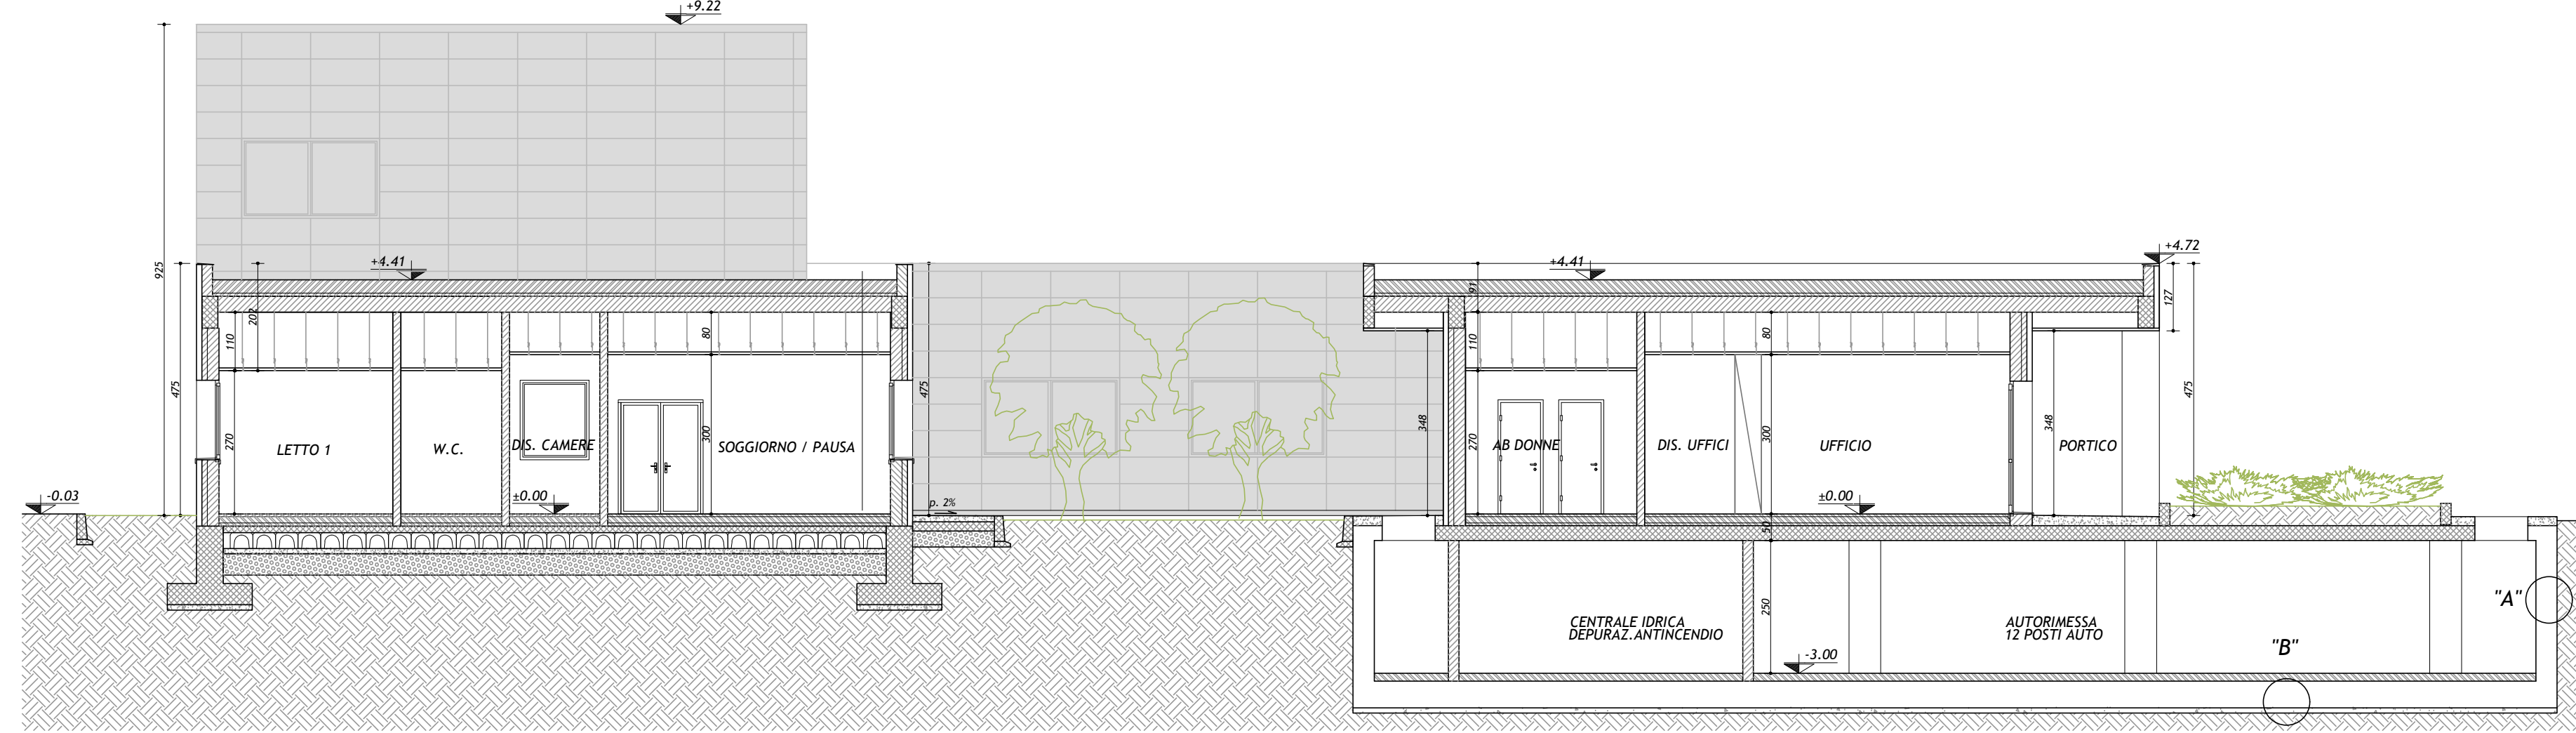 +9.22
+4.72
+4.41
+4.41
925
202
91
127
110
80
110
80
475
475
348
348
475
270
300
270
300
LETTO 1
W.C.
DIS. CAMERE
SOGGIORNO / PAUSA
AB DONNE
DIS. UFFICI
UFFICIO
PORTICO
-0.03
±0.00
p. 2%
±0.00
50
250
CENTRALE IDRICA
DEPURAZ.ANTINCENDIO
AUTORIMESSA
12 POSTI AUTO
"A"
"B"
-3.00